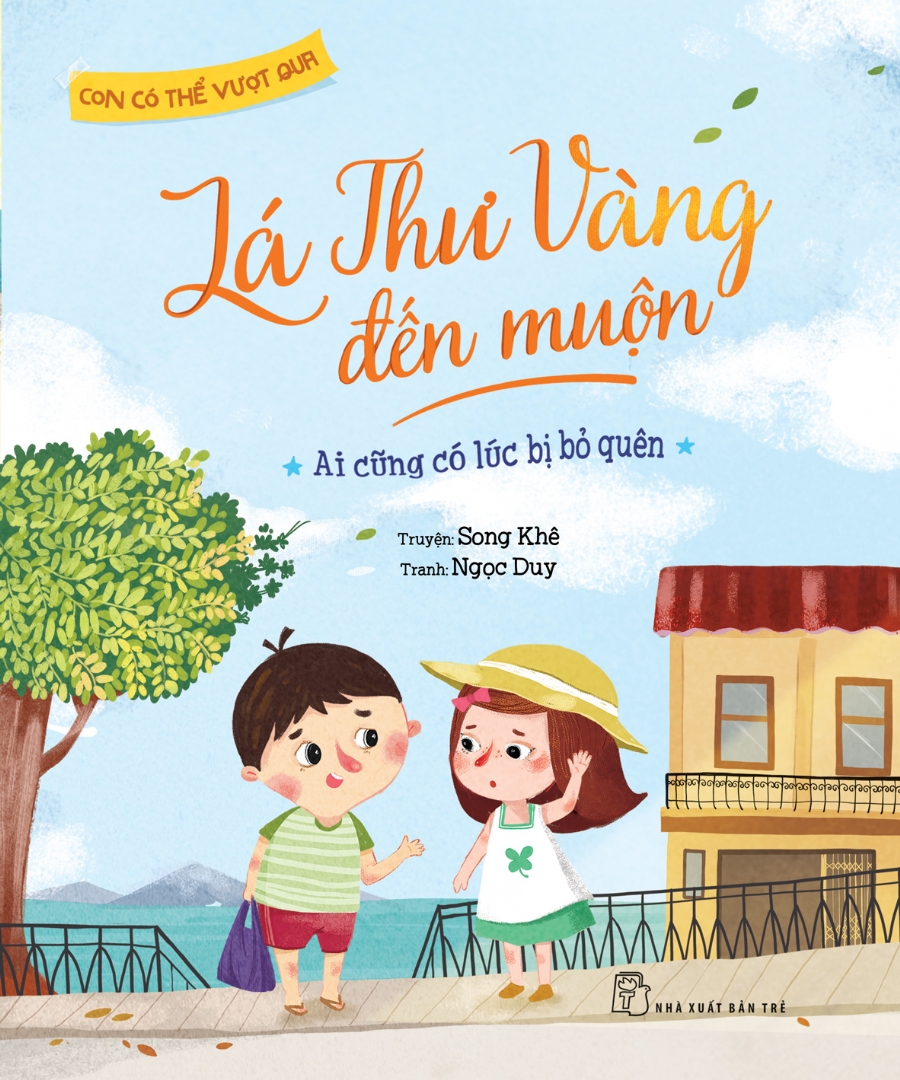 CON CÓ THỂ VƯỢT QUA
Lá Thư Vàng
đến muộn
Ai cũng có lúc bị bỏ quên
Truyện: Song Khê
Tranh: Ngọc Duy
NHÀ XUẤT BẢN TRẺ